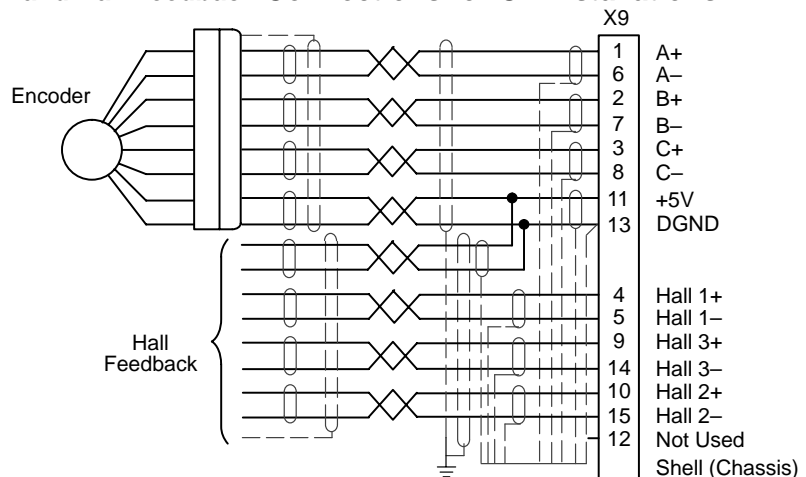 X9
Encoder
1 A+
6 A–
2 B+
7 B–
3 C+
8 C–
11 +5V
13 DGND
Hall
Feedback
4 Hall 1+
5 Hall 1–
9 Hall 3+
14 Hall 3–
10 Hall 2+
15 Hall 2–
12 Not Used
Shell (Chassis)